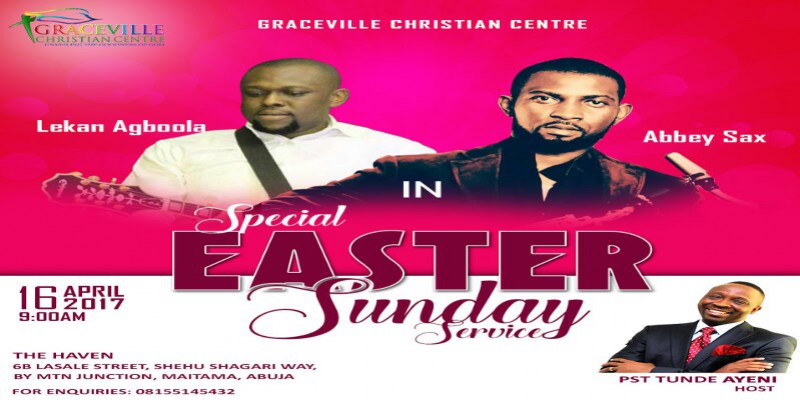 GRACEVILLE
CHRISTIAN CENTRE
GRACEVILLE CHRISTIAN CENTRE
Lekan Agboola
Abbey Sax
IN
Special
EASTER
Sunday
Service
16 APRIL
2017
9:00AM
THE HAVEN
6B LASALE STREET, SHEHU SHAGARI WAY,
BY MTN JUNCTION, MAITAMA, ABUJA
FOR ENQUIRIES: 08155145432
PST TUNDE AYENI
HOST